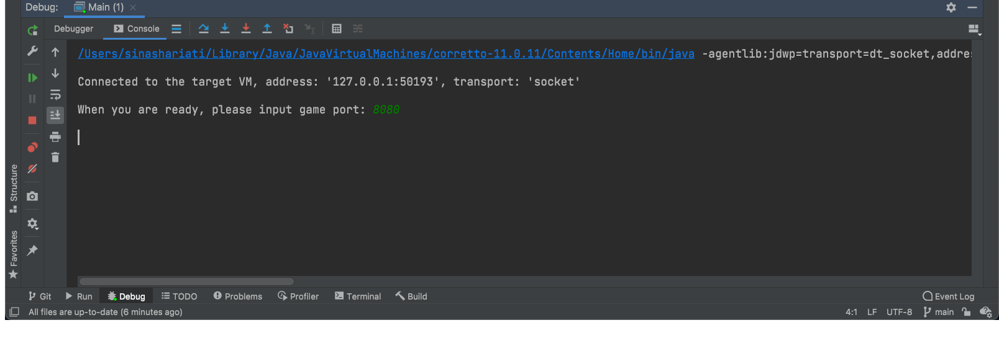 Debug: Main (1)
Debugger Console
/Users/sinashariati/Library/Java/JavaVirtualMachines/corretto-11.0.11/Contents/Home/bin/java -agentlib:jdwp=transport=dt_socket,addres
Connected to the target VM, address: '127.0.0.1:50193', transport: 'socket'
When you are ready, please input game port: 8080
Structure
Favorites
Git Run Debug TODO Problems Profiler Terminal Build Event Log
All files are up-to-date (6 minutes ago) 4:1 LF UTF-8 main